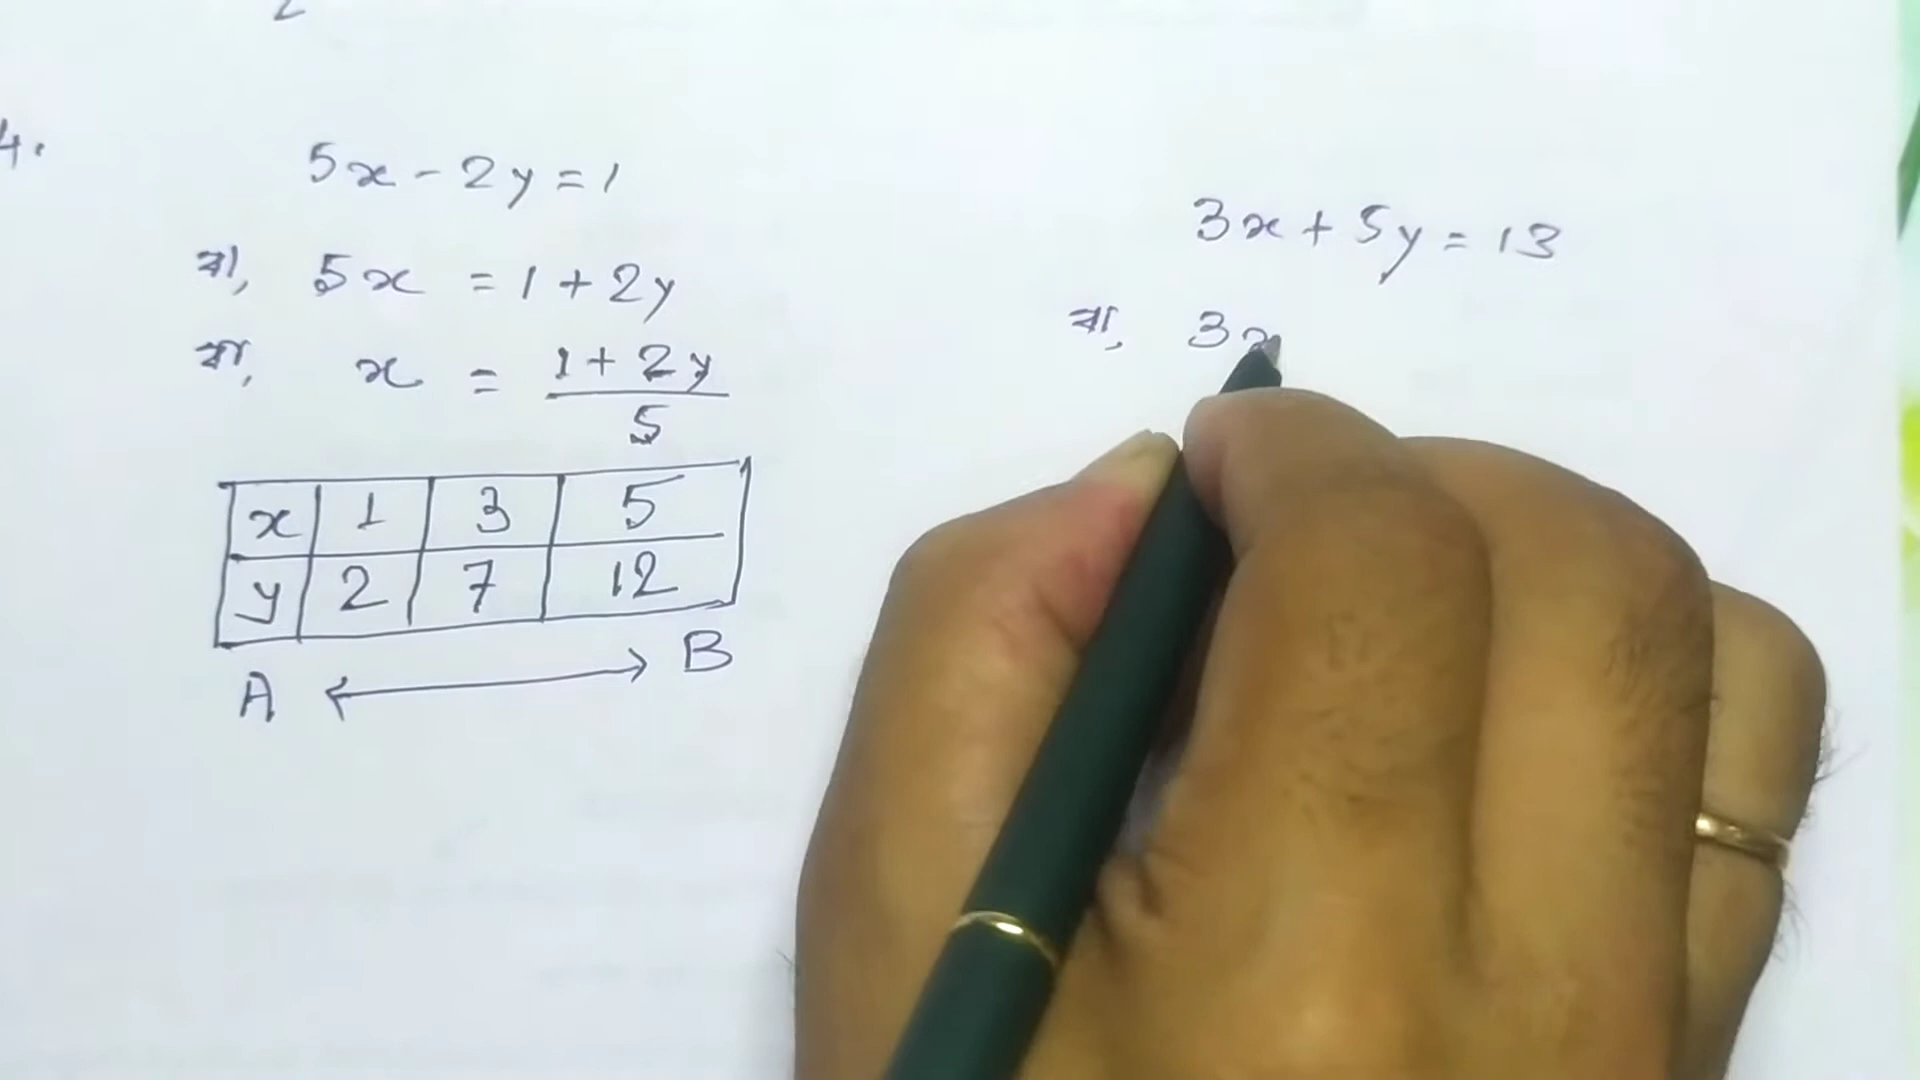 4.
5x - 2y = 1
বা, 5x = 1 + 2y
বা, x = (1 + 2y)/5
x 1 3 5
y 2 7 12
A ↔ B
3x + 5y = 13
বা, 3x